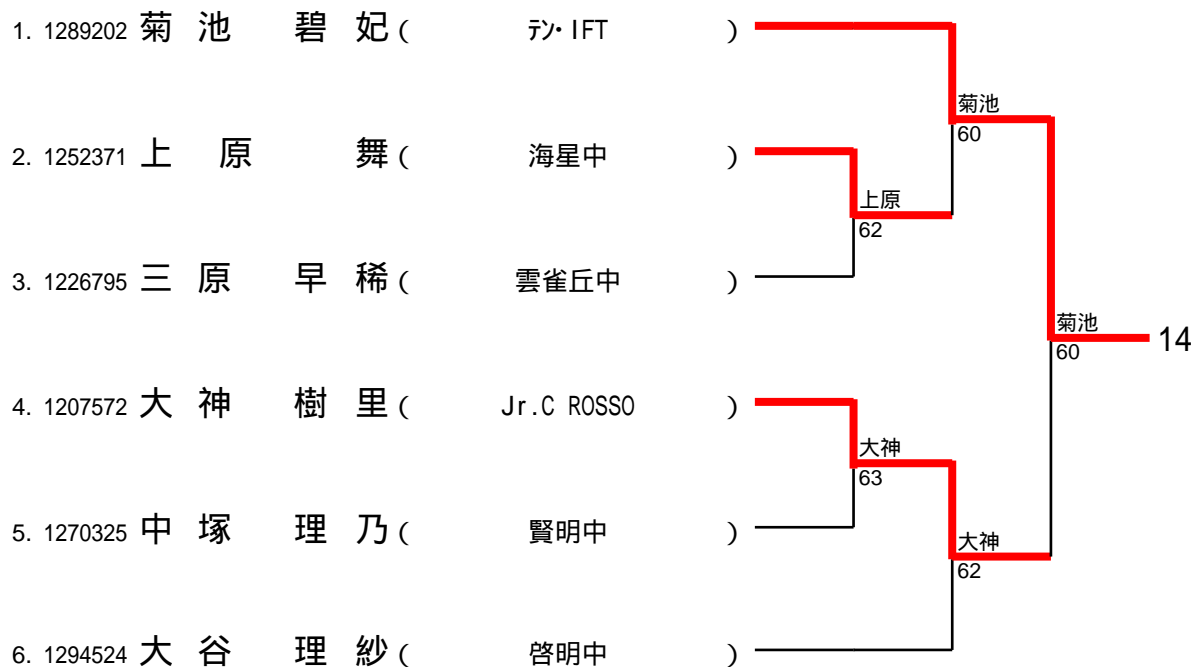 1. 1289202 菊池 碧妃 ( テン・IFT )
菊池
60
2. 1252371 上原 舞 ( 海星中 )
上原
62
3. 1226795 三原 早稀 ( 雲雀丘中 )
菊池
60
14
4. 1207572 大神 樹里 ( Jr.C ROSSO )
大神
63
5. 1270325 中塚 理乃 ( 賢明中 )
大神
62
6. 1294524 大谷 理紗 ( 啓明中 )